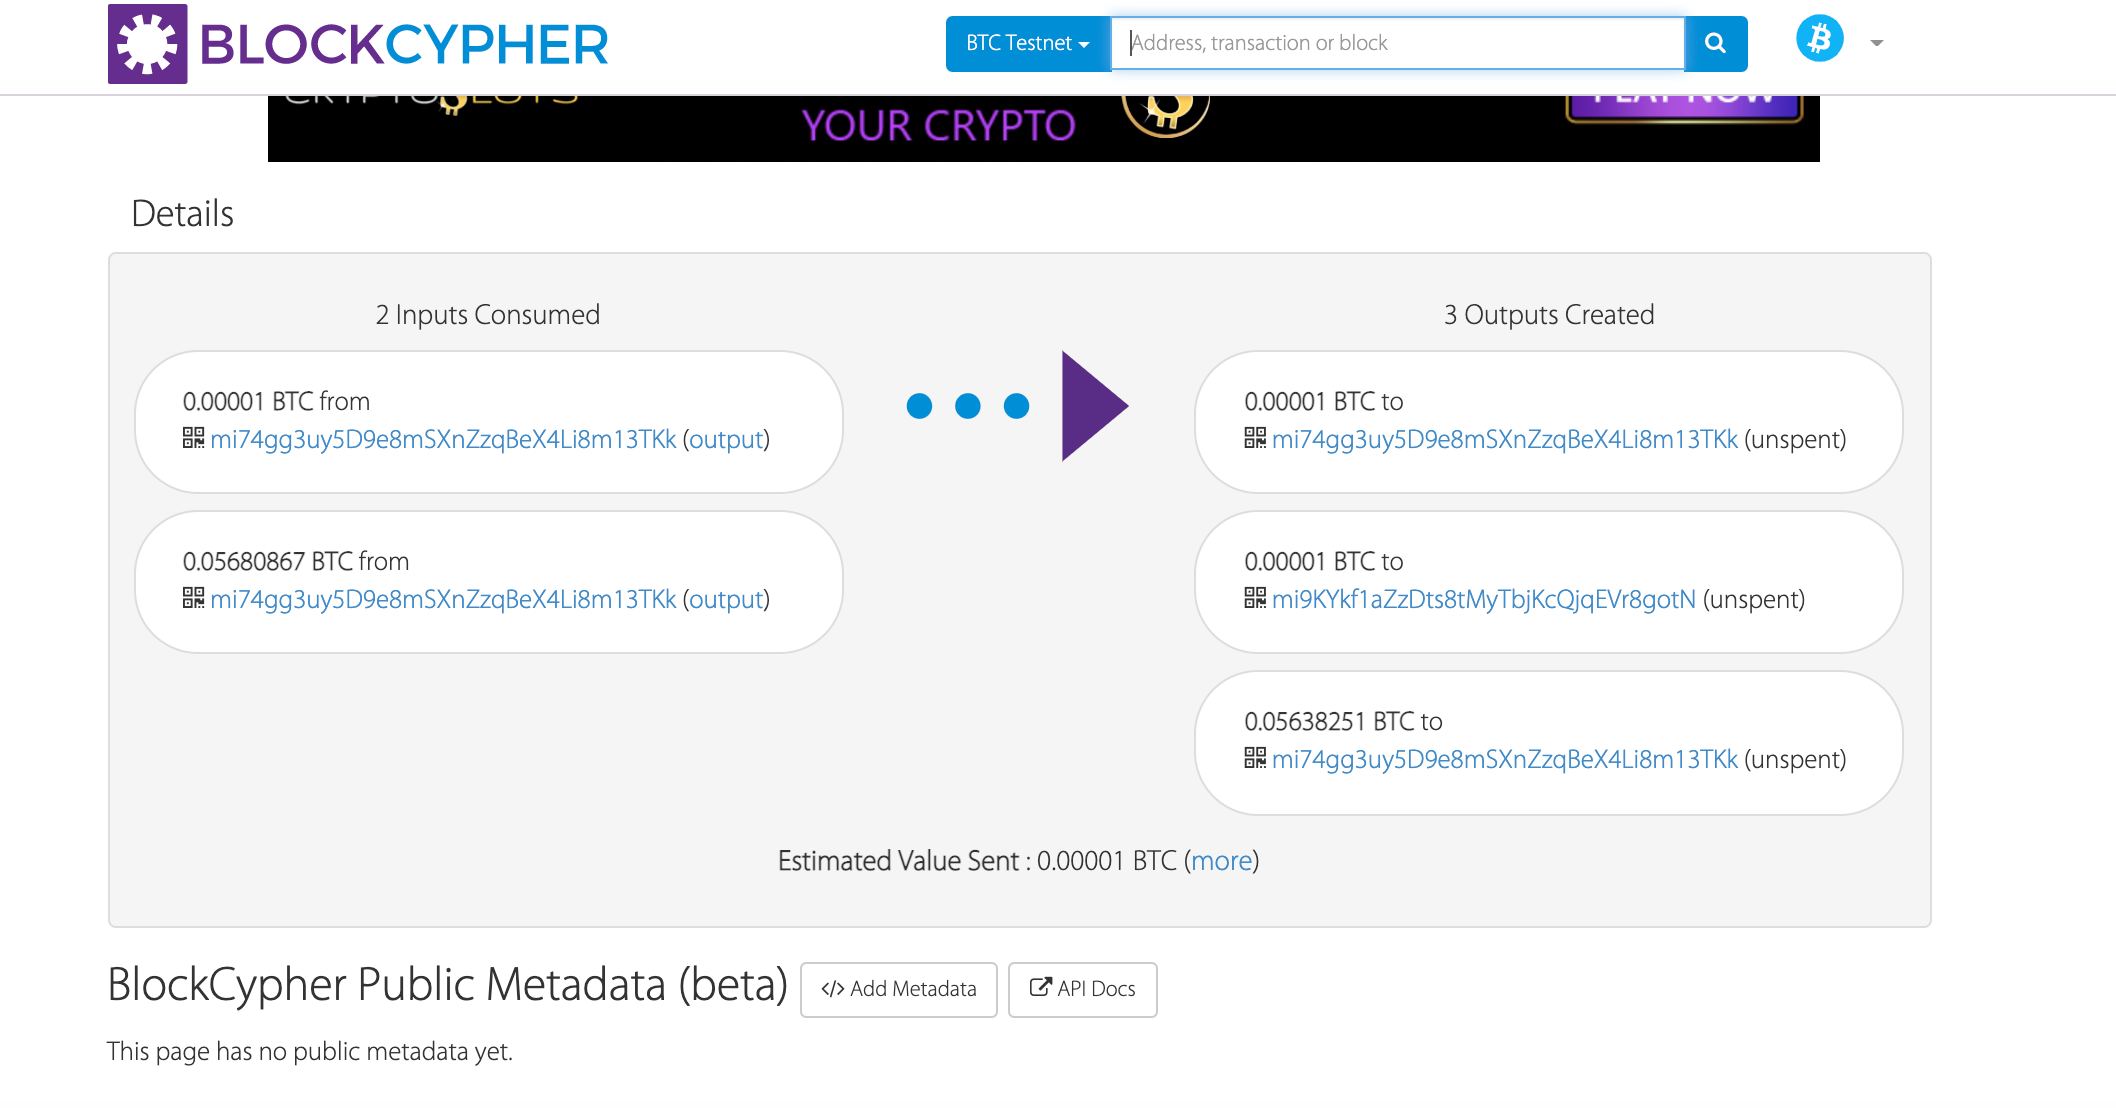 BLOCKCYPHER
BTC Testnet
Address, transaction or block
YOUR CRYPTO
Details
2 Inputs Consumed
3 Outputs Created
0.00001 BTC from
mi74gg3uy5D9e8mSXnZzqBeX4Li8m13TKk (output)
0.00001 BTC to
mi74gg3uy5D9e8mSXnZzqBeX4Li8m13TKk (unspent)
0.05680867 BTC from
mi74gg3uy5D9e8mSXnZzqBeX4Li8m13TKk (output)
0.00001 BTC to
mi9KYkf1aZzDts8tMyTbjKcQjqEVr8gotN (unspent)
0.05638251 BTC to
mi74gg3uy5D9e8mSXnZzqBeX4Li8m13TKk (unspent)
Estimated Value Sent : 0.00001 BTC (more)
BlockCypher Public Metadata (beta)
</> Add Metadata
API Docs
This page has no public metadata yet.